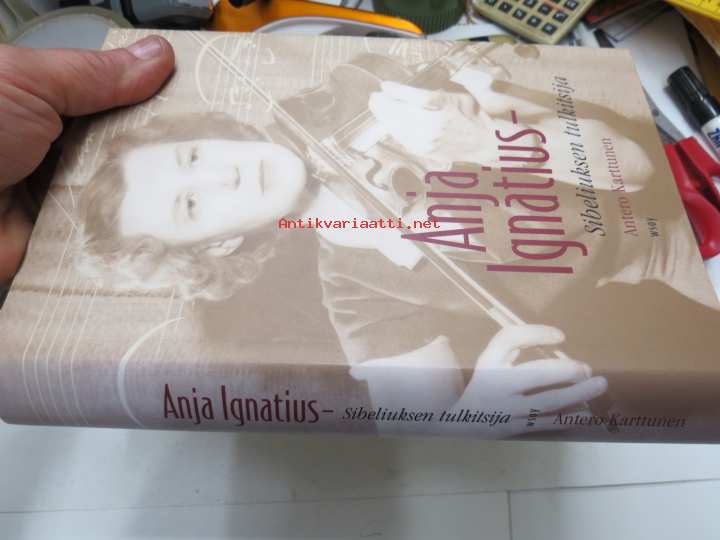 Anja
Ignatius –
Sibeliuksen tulkitsija
Antero Karttunen
wsoy
Antikvariaatti.net
Anja Ignatius – Sibeliuksen tulkitsija wsoy Antero Karttunen